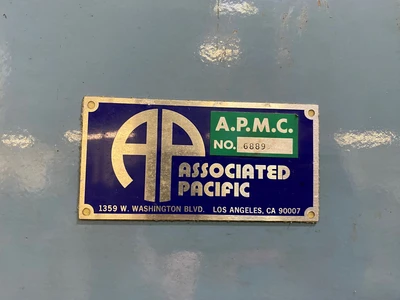 AP
A.P.M.C.
NO. 6889
ASSOCIATED
PACIFIC
1359 W. WASHINGTON BLVD. LOS ANGELES, CA 90007